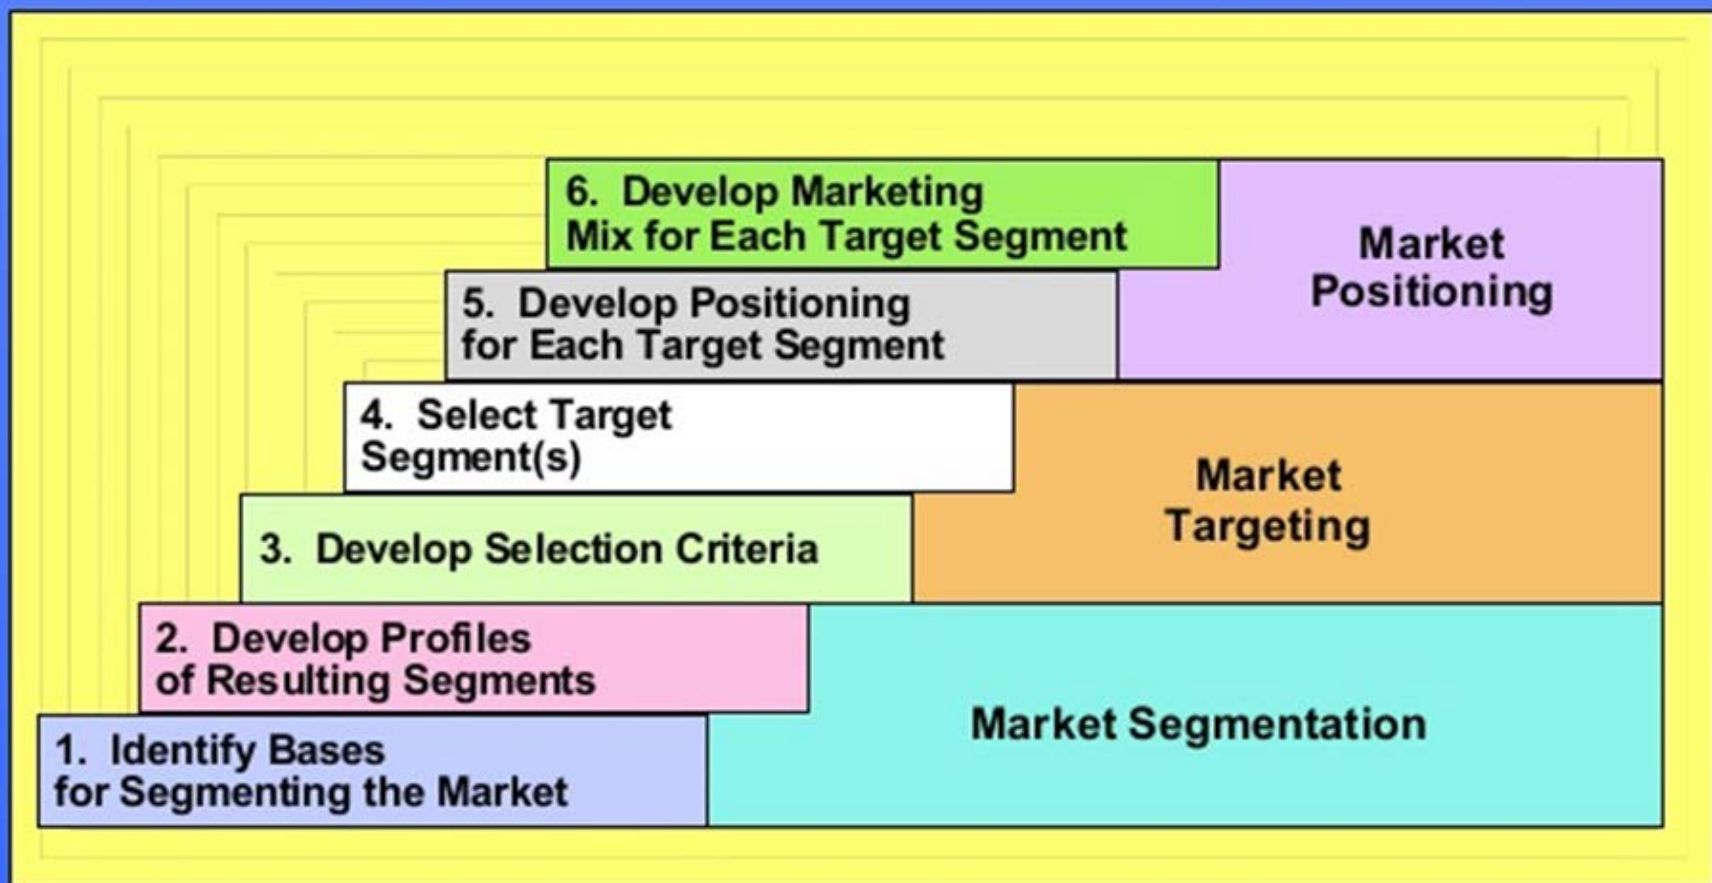 6. Develop Marketing
Mix for Each Target Segment
Market
Positioning
5. Develop Positioning
for Each Target Segment
4. Select Target
Segment(s)
Market
Targeting
3. Develop Selection Criteria
2. Develop Profiles
of Resulting Segments
Market Segmentation
1. Identify Bases
for Segmenting the Market